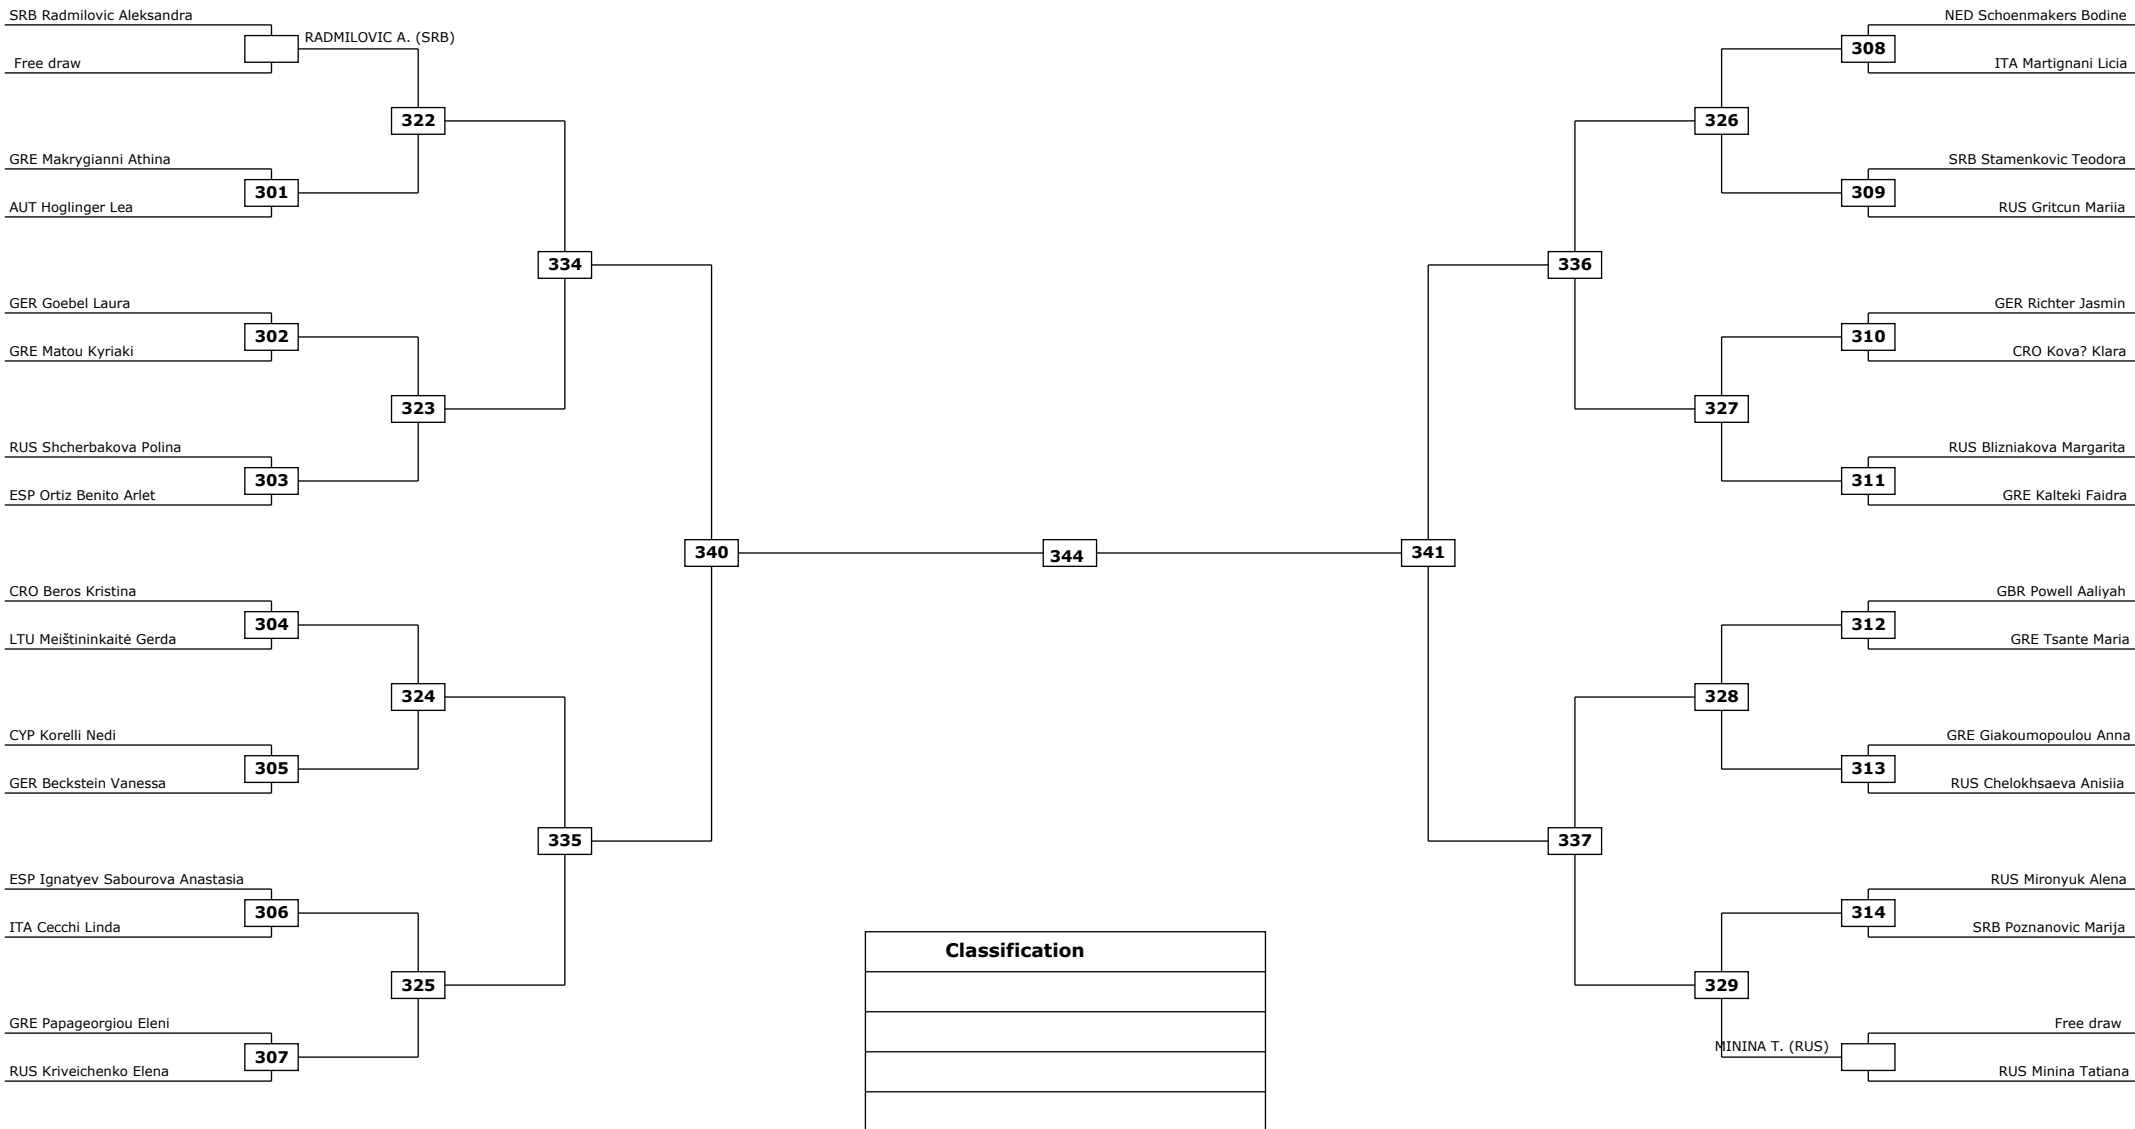 SRB Radmilovic Aleksandra
RADMILOVIC A. (SRB)
Free draw
322
GRE Makrygianni Athina
301
AUT Hoglinger Lea
334
GER Goebel Laura
302
GRE Matou Kyriaki
323
RUS Shcherbakova Polina
303
ESP Ortiz Benito Arlet
340
CRO Beros Kristina
304
LTU Meištininkaitė Gerda
324
CYP Korelli Nedi
305
GER Beckstein Vanessa
335
ESP Ignatyev Sabourova Anastasia
306
ITA Cecchi Linda
325
GRE Papageorgiou Eleni
307
RUS Kriveichenko Elena
344
Classification
NED Schoenmakers Bodine
308
ITA Martignani Licia
326
SRB Stamenkovic Teodora
309
RUS Gritcun Mariia
336
GER Richter Jasmin
310
CRO Kova? Klara
327
RUS Blizniakova Margarita
311
GRE Kalteki Faidra
341
GBR Powell Aaliyah
312
GRE Tsante Maria
328
GRE Giakoumopoulou Anna
313
RUS Chelokhsaeva Anisiia
337
RUS Mironyuk Alena
314
SRB Poznanovic Marija
329
Free draw
MININA T. (RUS)
RUS Minina Tatiana